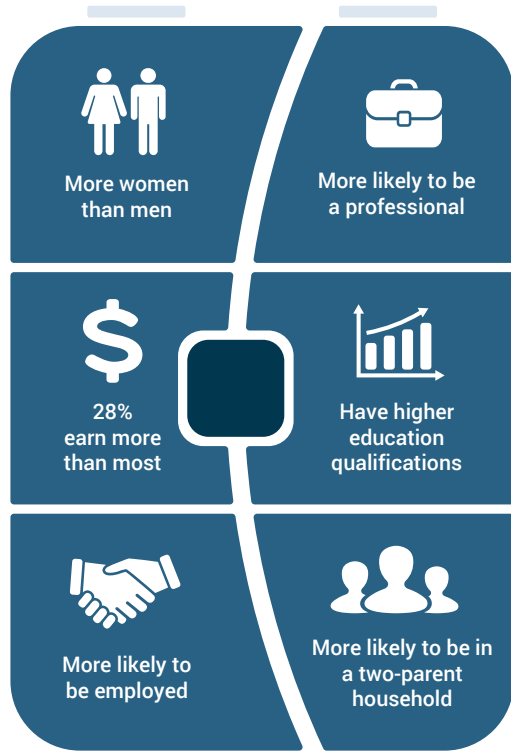 More women
than men
More likely to be
a professional
28%
earn more
than most
Have higher
education
qualifications
More likely to
be employed
More likely to be in
a two-parent
household